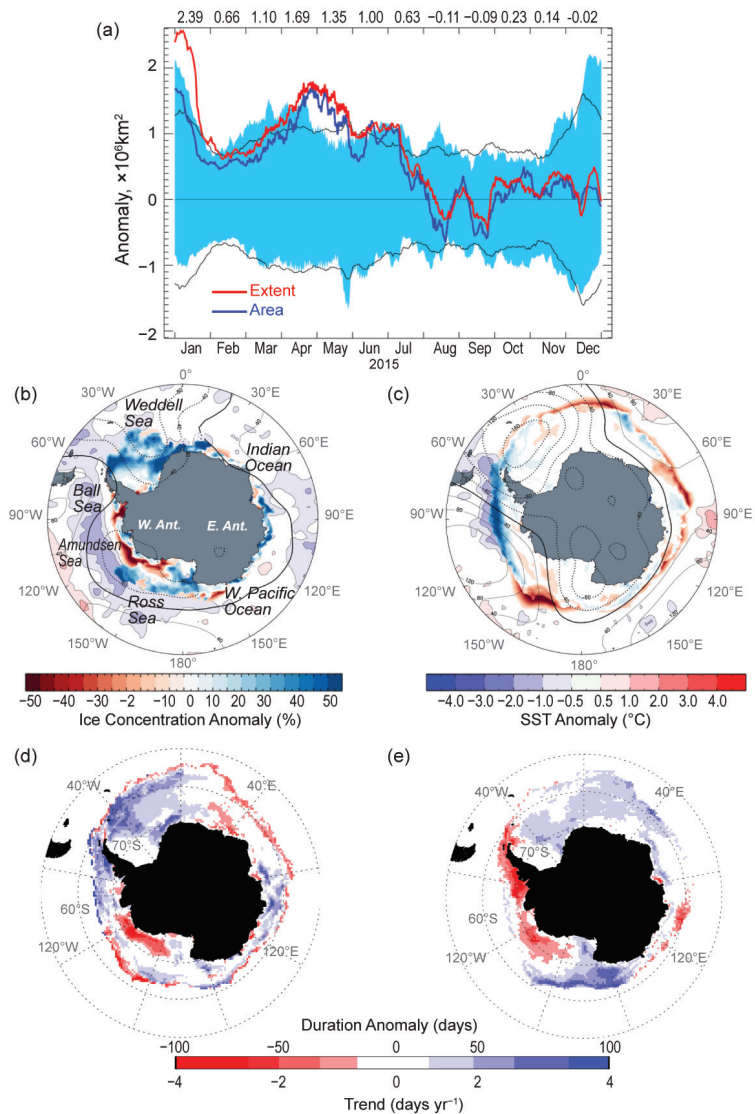 2.39 0.66 1.10 1.69 1.35 1.00 0.63 −0.11 −0.09 0.23 0.14 -0.02
(a)
2
1
0
−1
−2
Anomaly, ×10⁶km²
Extent
Area
Jan Feb Mar Apr May Jun Jul Aug Sep Oct Nov Dec
2015
(b)
0°
30°W 30°E
60°W 60°E
90°W 90°E
120°W 120°E
150°W 150°E
180°
Weddell
Sea
Indian
Ocean
Ball
Sea
W. Ant. E. Ant.
Amundsen
Sea
Ross
Sea
W. Pacific
Ocean
−50 −40 −30 −20 −10 0 10 20 30 40 50
Ice Concentration Anomaly (%)
(c)
0°
30°W 30°E
60°W 60°E
90°W 90°E
120°W 120°E
150°W 150°E
180°
−4.0 −3.0 −2.0 −1.0 −0.5 0.5 1.0 2.0 3.0 4.0
SST Anomaly (°C)
(d)
40°W 40°E
70°S
60°S
120°W 120°E
(e)
40°W 40°E
70°S
60°S
120°W 120°E
Duration Anomaly (days)
−100 −50 0 50 100
−4 −2 0 2 4
Trend (days yr⁻¹)